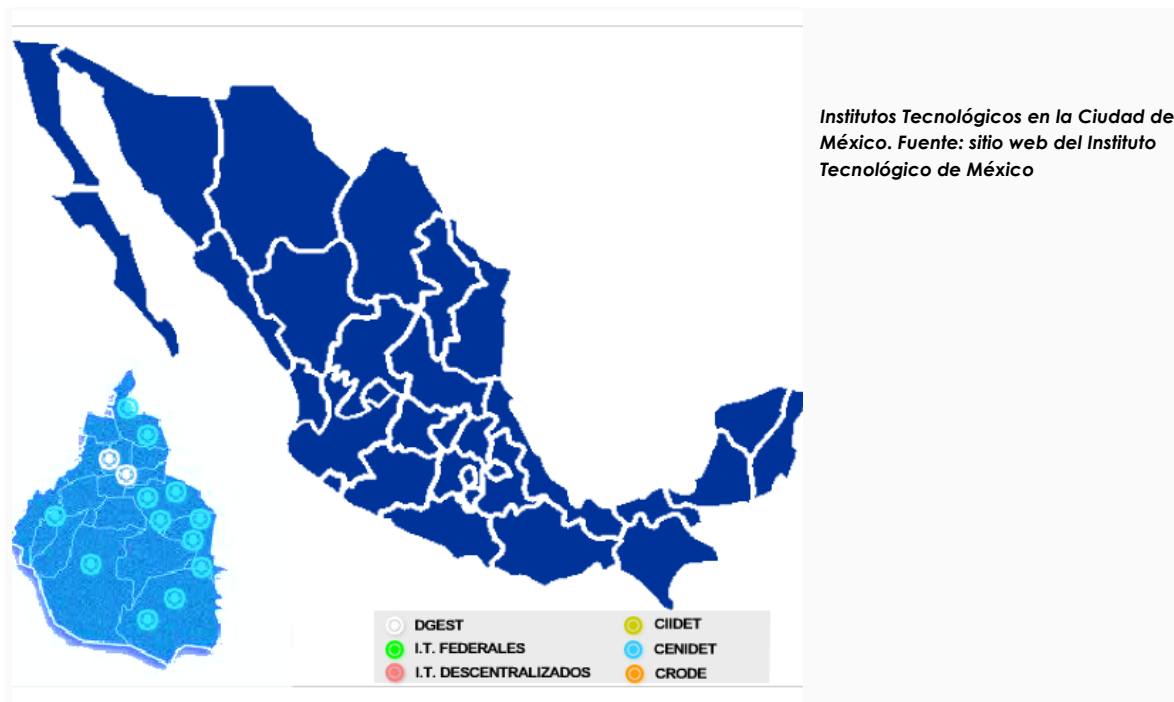 Institutos Tecnológicos en la Ciudad de
México. Fuente: sitio web del Instituto
Tecnológico de México
DGEST
I.T. FEDERALES
I.T. DESCENTRALIZADOS
CIIDET
CENIDET
CRODE